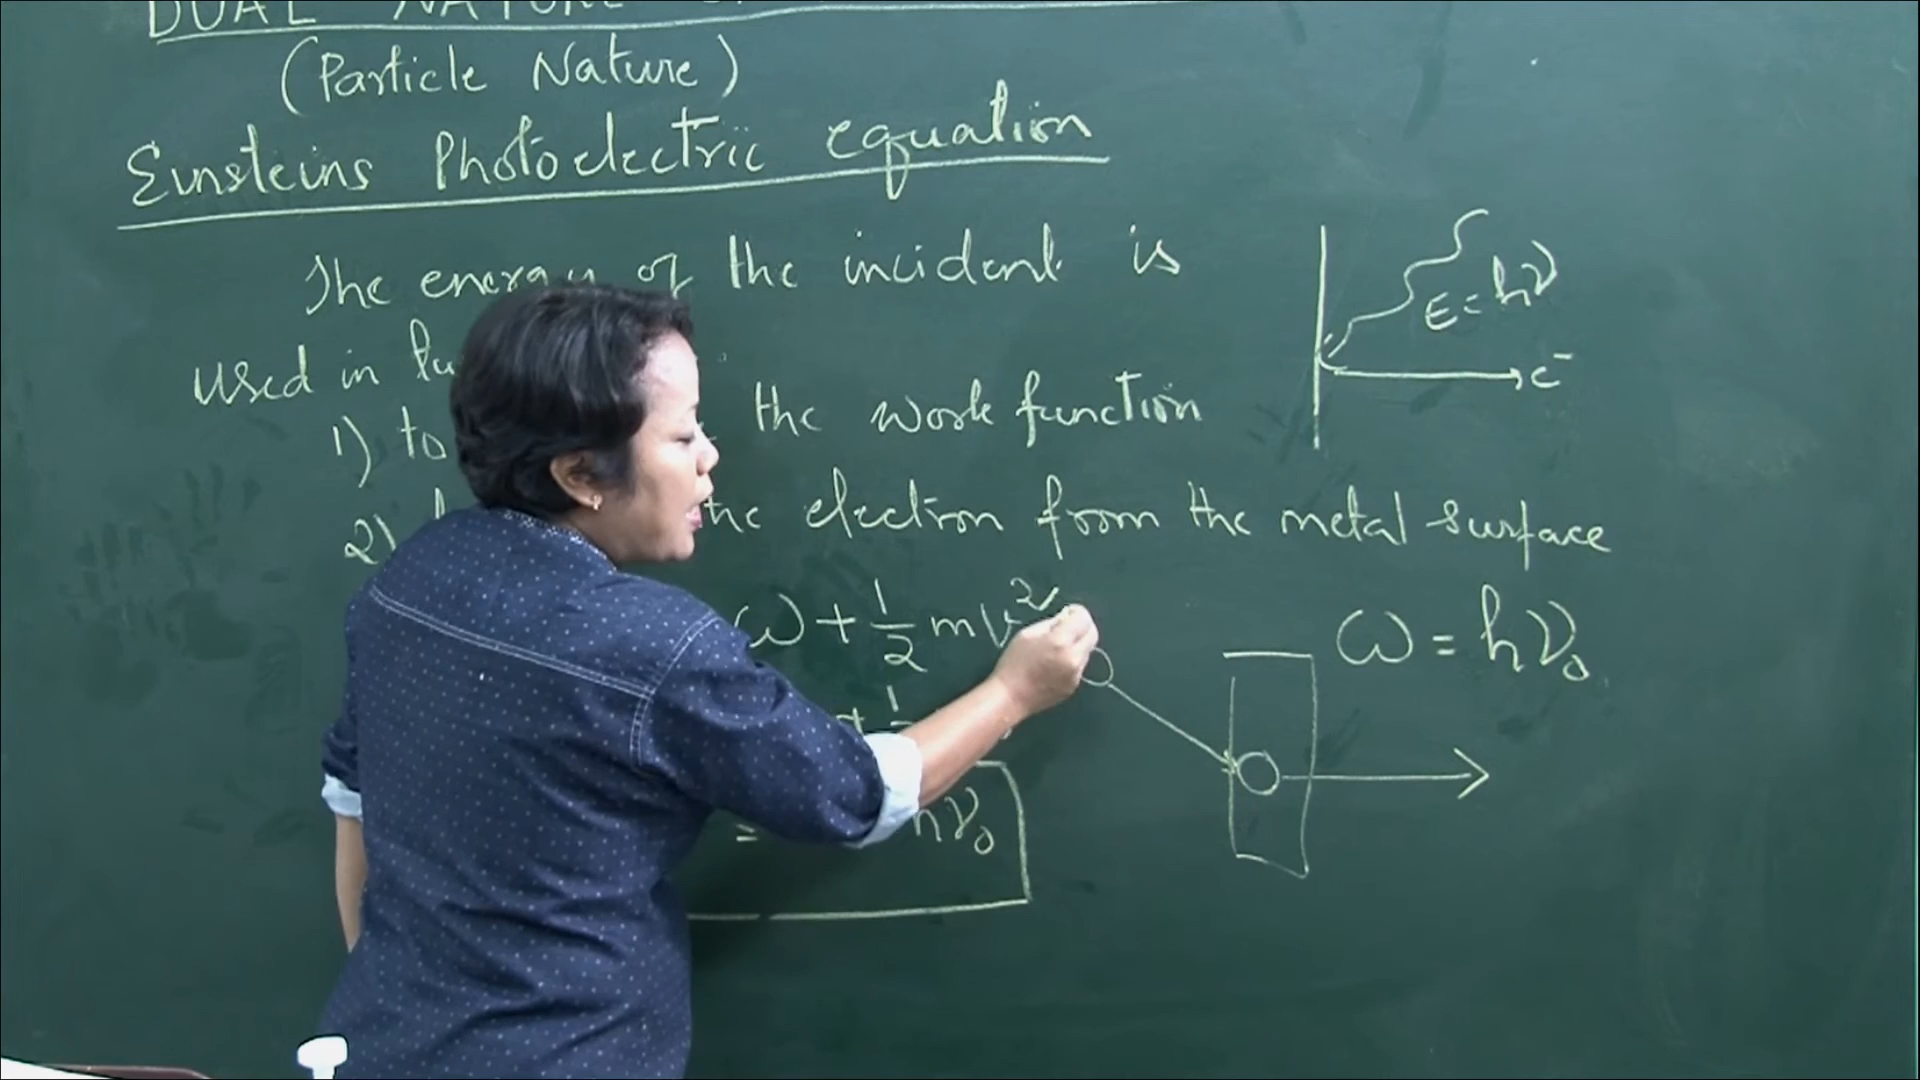 DUAL NATURE
(Particle Nature)
Einsteins Photoelectric equation
The energy of the incident is
used in
1) to the work function
2) the electron from the metal surface
ω + 1/2 mv²
+ 1
= hν₀
E = hν
e⁻
ω = hν₀